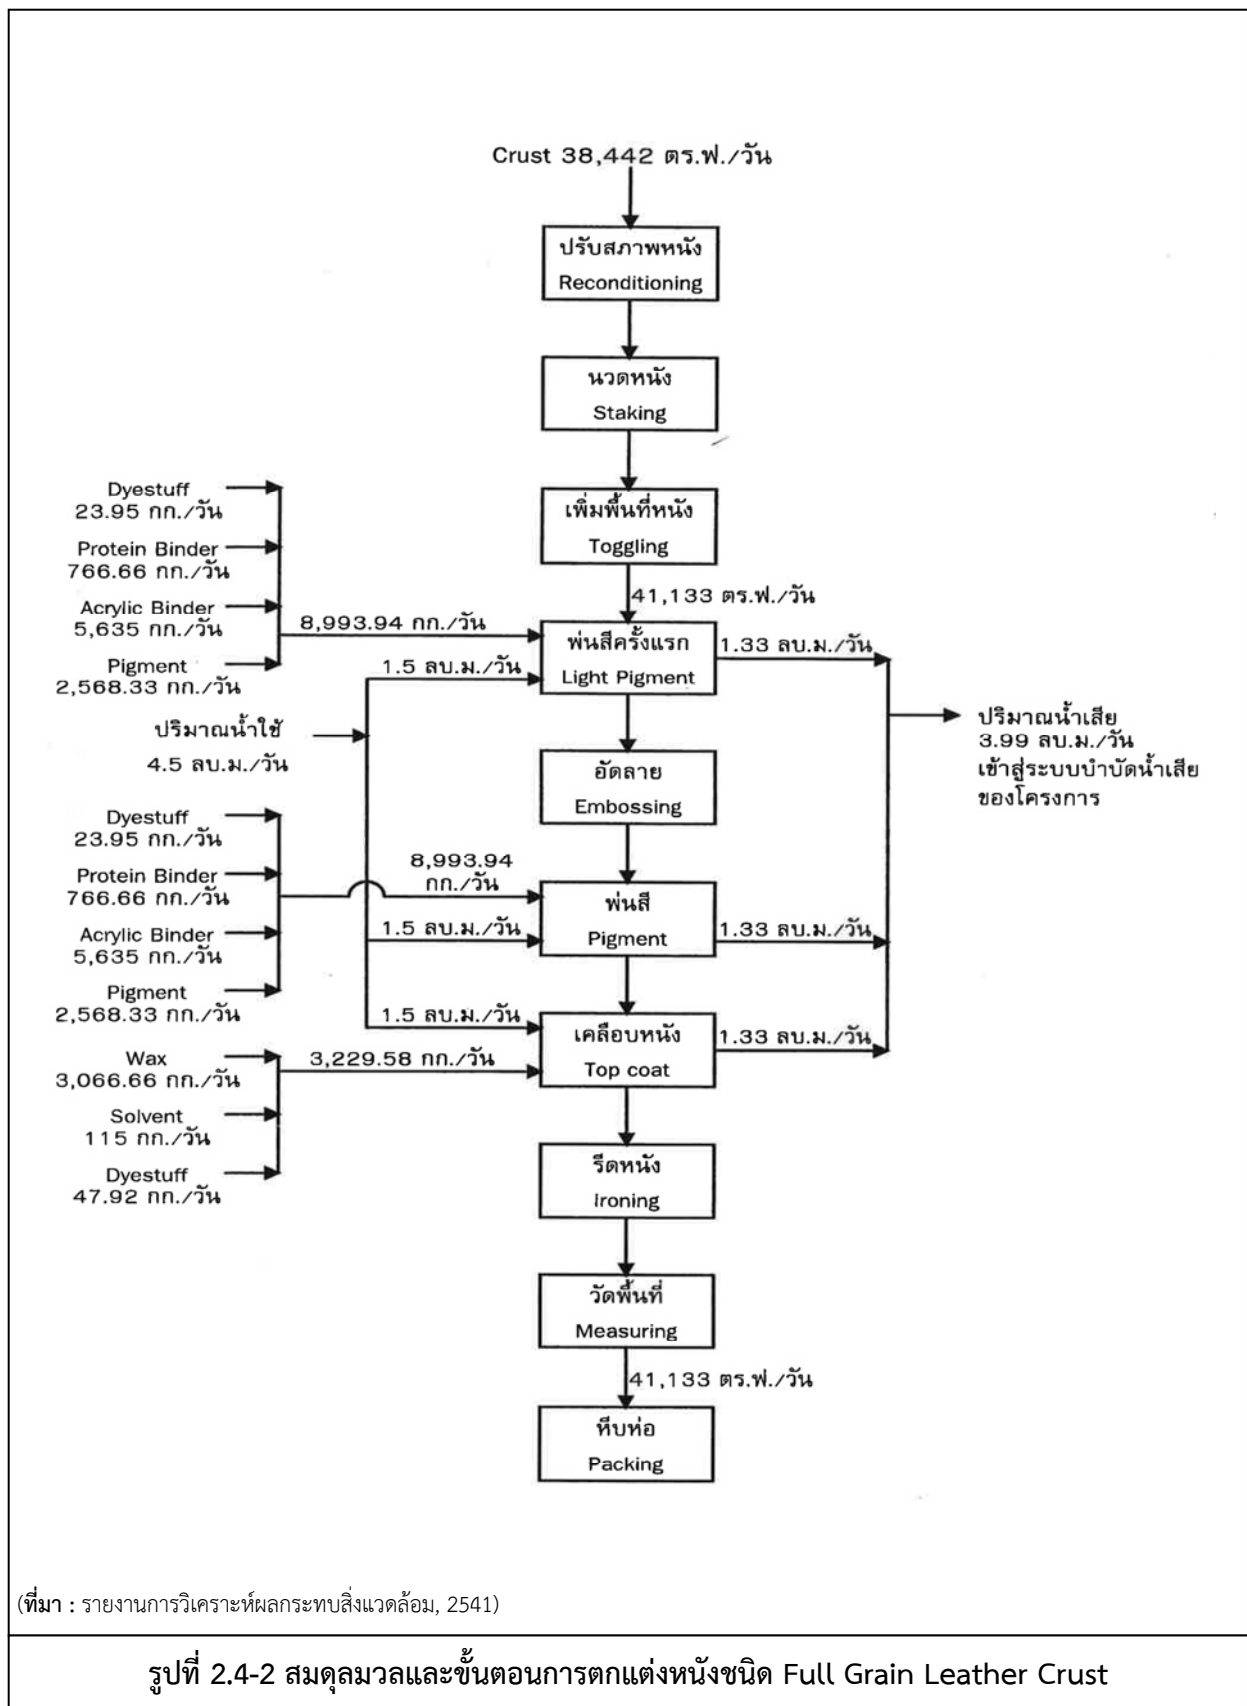 Crust 38,442 ตร.ฟ./วัน
ปรับสภาพหนัง
Reconditioning
นวดหนัง
Staking
เพิ่มพื้นที่หนัง
Toggling
41,133 ตร.ฟ./วัน
Dyestuff
23.95 กก./วัน
Protein Binder
766.66 กก./วัน
Acrylic Binder
5,635 กก./วัน
Pigment
2,568.33 กก./วัน
8,993.94 กก./วัน
1.5 ลบ.ม./วัน
พ่นสีครั้งแรก
Light Pigment
1.33 ลบ.ม./วัน
ปริมาณน้ำใช้
4.5 ลบ.ม./วัน
ปริมาณน้ำเสีย
3.99 ลบ.ม./วัน
เข้าสู่ระบบบำบัดน้ำเสีย
ของโครงการ
อัดลาย
Embossing
Dyestuff
23.95 กก./วัน
Protein Binder
766.66 กก./วัน
Acrylic Binder
5,635 กก./วัน
Pigment
2,568.33 กก./วัน
8,993.94
กก./วัน
1.5 ลบ.ม./วัน
พ่นสี
Pigment
1.33 ลบ.ม./วัน
1.5 ลบ.ม./วัน
เคลือบหนัง
Top coat
1.33 ลบ.ม./วัน
Wax
3,066.66 กก./วัน
Solvent
115 กก./วัน
Dyestuff
47.92 กก./วัน
3,229.58 กก./วัน
รีดหนัง
Ironing
วัดพื้นที่
Measuring
41,133 ตร.ฟ./วัน
หีบห่อ
Packing
(ที่มา : รายงานการวิเคราะห์ผลกระทบสิ่งแวดล้อม, 2541)
รูปที่ 2.4-2 สมดุลมวลและขั้นตอนการตกแต่งหนังชนิด Full Grain Leather Crust